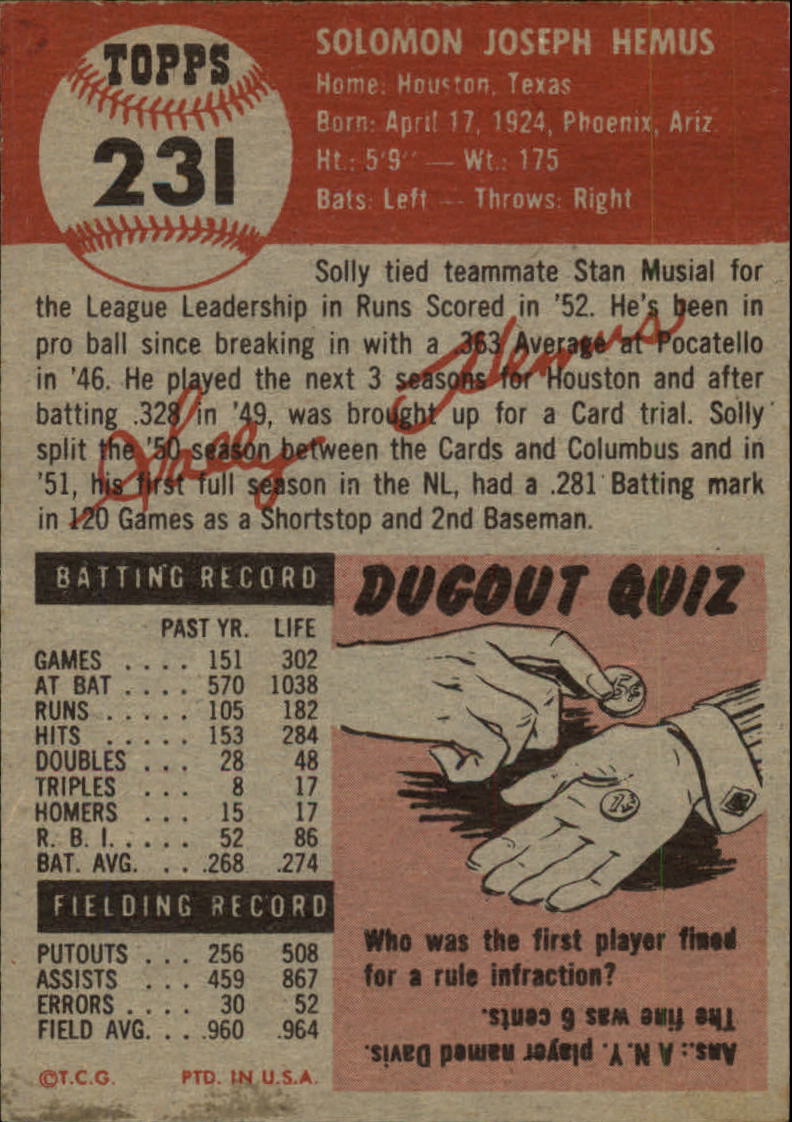 TOPPS
231
SOLOMON JOSEPH HEMUS
Home: Houston, Texas
Born: April 17, 1924, Phoenix, Ariz.
Ht.: 5'9" — Wt.: 175
Bats: Left — Throws: Right
Solly tied teammate Stan Musial for
the League Leadership in Runs Scored in '52. He's been in
pro ball since breaking in with a .363 Average at Pocatello
in '46. He played the next 3 seasons for Houston and after
batting .328 in '49, was brought up for a Card trial. Solly
split the '50 season between the Cards and Columbus and in
'51, his first full season in the NL, had a .281 Batting mark
in 120 Games as a Shortstop and 2nd Baseman.
Solly Hemus
BATTING RECORD
PAST YR. LIFE
GAMES .... 151 302
AT BAT .... 570 1038
RUNS ..... 105 182
HITS ..... 153 284
DOUBLES ... 28 48
TRIPLES ... 8 17
HOMERS ... 15 17
R. B. I. .... 52 86
BAT. AVG. ... .268 .274
FIELDING RECORD
PUTOUTS ... 256 508
ASSISTS ... 459 867
ERRORS .... 30 52
FIELD AVG. ... .960 .964
©T.C.G. PTD. IN U.S.A.
DUGOUT QUIZ
5¢
1¢
Who was the first player fined
for a rule infraction?
Ans.: A N.Y. player named Davis.
The fine was 6 cents.